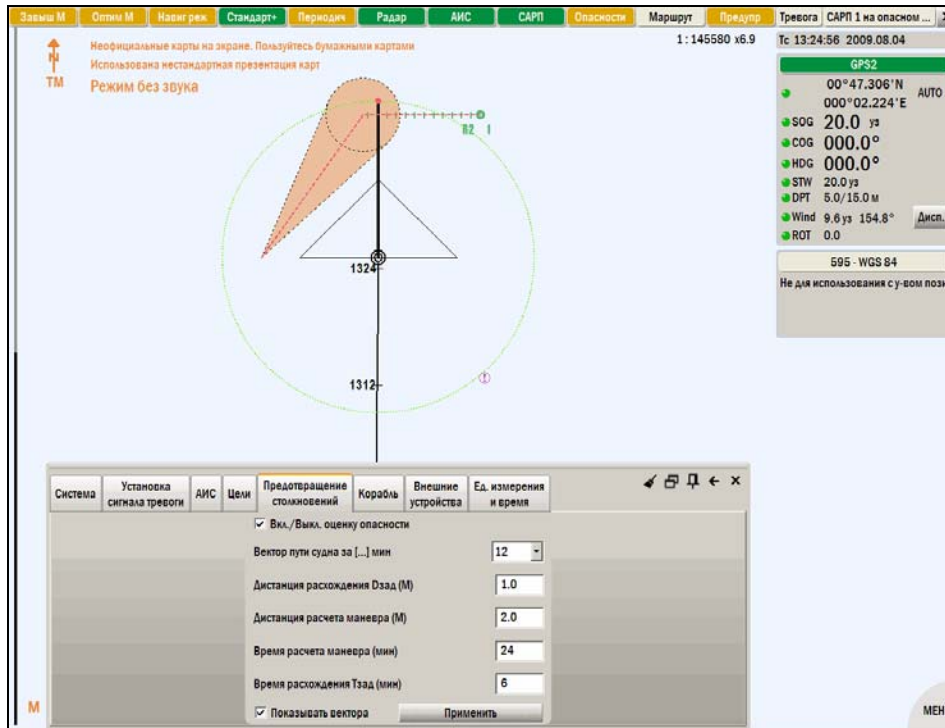 Завыш М Оптим М Навиг реж Стандарт+ Периодич Радар АИС САРП Опасности Маршрут Предупр Тревога САРП 1 на опасном ...
Неофициальные карты на экране. Пользуйтесь бумажными картами
Использована нестандартная презентация карт
Режим без звука
N
TM
1 : 145580 x6.9
Тс 13:24:56 2009.08.04
GPS2
00°47.306'N
000°02.224'E
AUTO
SOG 20.0 уз
COG 000.0°
HDG 000.0°
STW 20.0 уз
DPT 5.0/15.0 м
Wind 9.6 уз 154.8° Дисп.
ROT 0.0
595 - WGS 84
Не для использования с у-вом пози
1324
1312
Система
Установка сигнала тревоги
АИС
Цели
Предотвращение столкновений
Корабль
Внешние устройства
Ед. измерения и время
Вкл./Выкл. оценку опасности
Вектор пути судна за [...] мин 12
Дистанция расхождения Dзад (М) 1.0
Дистанция расчета маневра (М) 2.0
Время расчета маневра (мин) 24
Время расхождения Tзад (мин) 6
Показывать вектора Применить
М
МЕН